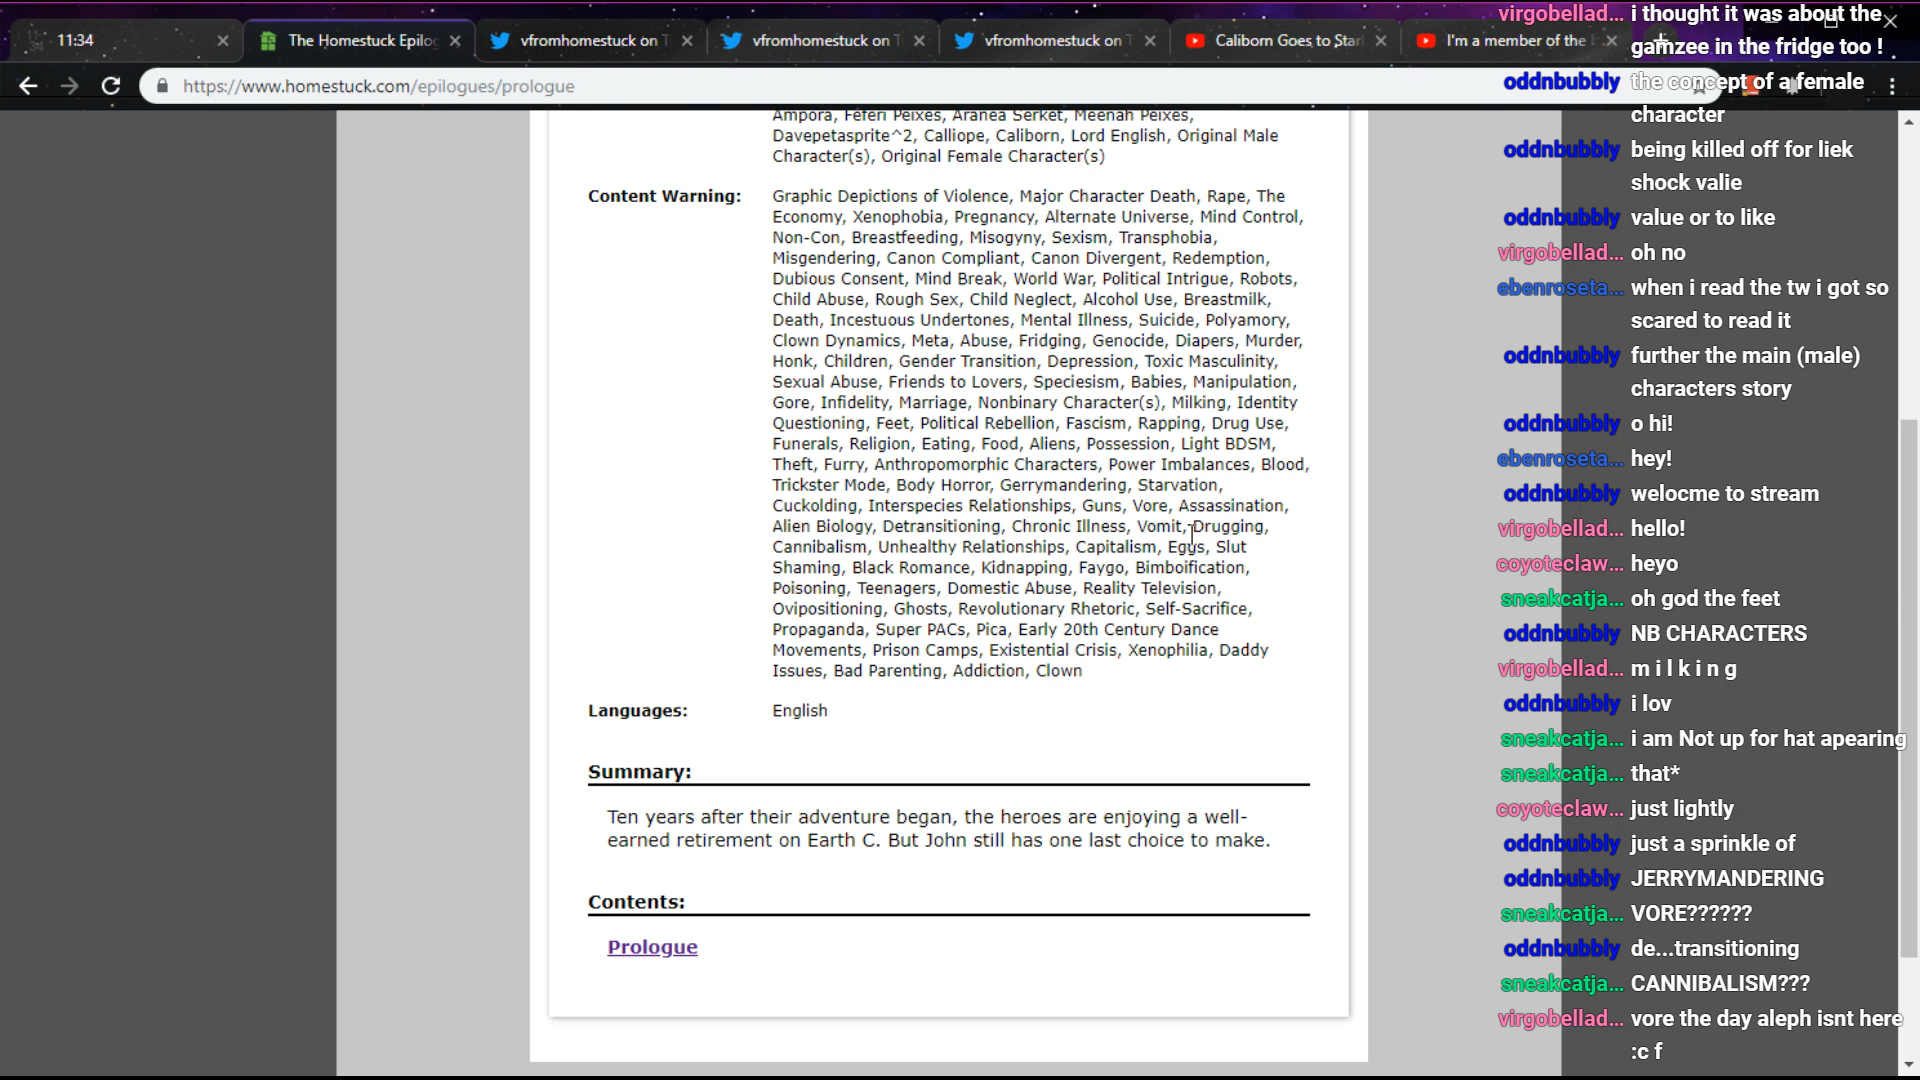 11:34
The Homestuck Epilog
vfromhomestuck on T
vfromhomestuck on T
vfromhomestuck on T
Caliborn Goes to Star
I'm a member of the
https://www.homestuck.com/epilogues/prologue
Ampora, Feferi Peixes, Aranea Serket, Meenah Peixes,
Davepetasprite^2, Calliope, Caliborn, Lord English, Original Male
Character(s), Original Female Character(s)
Content Warning:
Graphic Depictions of Violence, Major Character Death, Rape, The
Economy, Xenophobia, Pregnancy, Alternate Universe, Mind Control,
Non-Con, Breastfeeding, Misogyny, Sexism, Transphobia,
Misgendering, Canon Compliant, Canon Divergent, Redemption,
Dubious Consent, Mind Break, World War, Political Intrigue, Robots,
Child Abuse, Rough Sex, Child Neglect, Alcohol Use, Breastmilk,
Death, Incestuous Undertones, Mental Illness, Suicide, Polyamory,
Clown Dynamics, Meta, Abuse, Fridging, Genocide, Diapers, Murder,
Honk, Children, Gender Transition, Depression, Toxic Masculinity,
Sexual Abuse, Friends to Lovers, Speciesism, Babies, Manipulation,
Gore, Infidelity, Marriage, Nonbinary Character(s), Milking, Identity
Questioning, Feet, Political Rebellion, Fascism, Rapping, Drug Use,
Funerals, Religion, Eating, Food, Aliens, Possession, Light BDSM,
Theft, Furry, Anthropomorphic Characters, Power Imbalances, Blood,
Trickster Mode, Body Horror, Gerrymandering, Starvation,
Cuckolding, Interspecies Relationships, Guns, Vore, Assassination,
Alien Biology, Detransitioning, Chronic Illness, Vomit, Drugging,
Cannibalism, Unhealthy Relationships, Capitalism, Eggs, Slut
Shaming, Black Romance, Kidnapping, Faygo, Bimboification,
Poisoning, Teenagers, Domestic Abuse, Reality Television,
Ovipositioning, Ghosts, Revolutionary Rhetoric, Self-Sacrifice,
Propaganda, Super PACs, Pica, Early 20th Century Dance
Movements, Prison Camps, Existential Crisis, Xenophilia, Daddy
Issues, Bad Parenting, Addiction, Clown
Languages:
English
Summary:
Ten years after their adventure began, the heroes are enjoying a well-
earned retirement on Earth C. But John still has one last choice to make.
Contents:
Prologue
virgobellad... i thought it was about the
gamzee in the fridge too !
oddnbubbly the concept of a female
character
oddnbubbly being killed off for liek
shock valie
oddnbubbly value or to like
virgobellad... oh no
ebenroseta... when i read the tw i got so
scared to read it
oddnbubbly further the main (male)
characters story
oddnbubbly o hi!
ebenroseta... hey!
oddnbubbly welocme to stream
virgobellad... hello!
coyoteclaw... heyo
sneakcatja... oh god the feet
oddnbubbly NB CHARACTERS
virgobellad... m i l k i n g
oddnbubbly i lov
sneakcatja... i am Not up for hat apearing
sneakcatja... that*
coyoteclaw... just lightly
oddnbubbly just a sprinkle of
oddnbubbly JERRYMANDERING
sneakcatja... VORE??????
oddnbubbly de...transitioning
sneakcatja... CANNIBALISM???
virgobellad... vore the day aleph isnt here
:c f